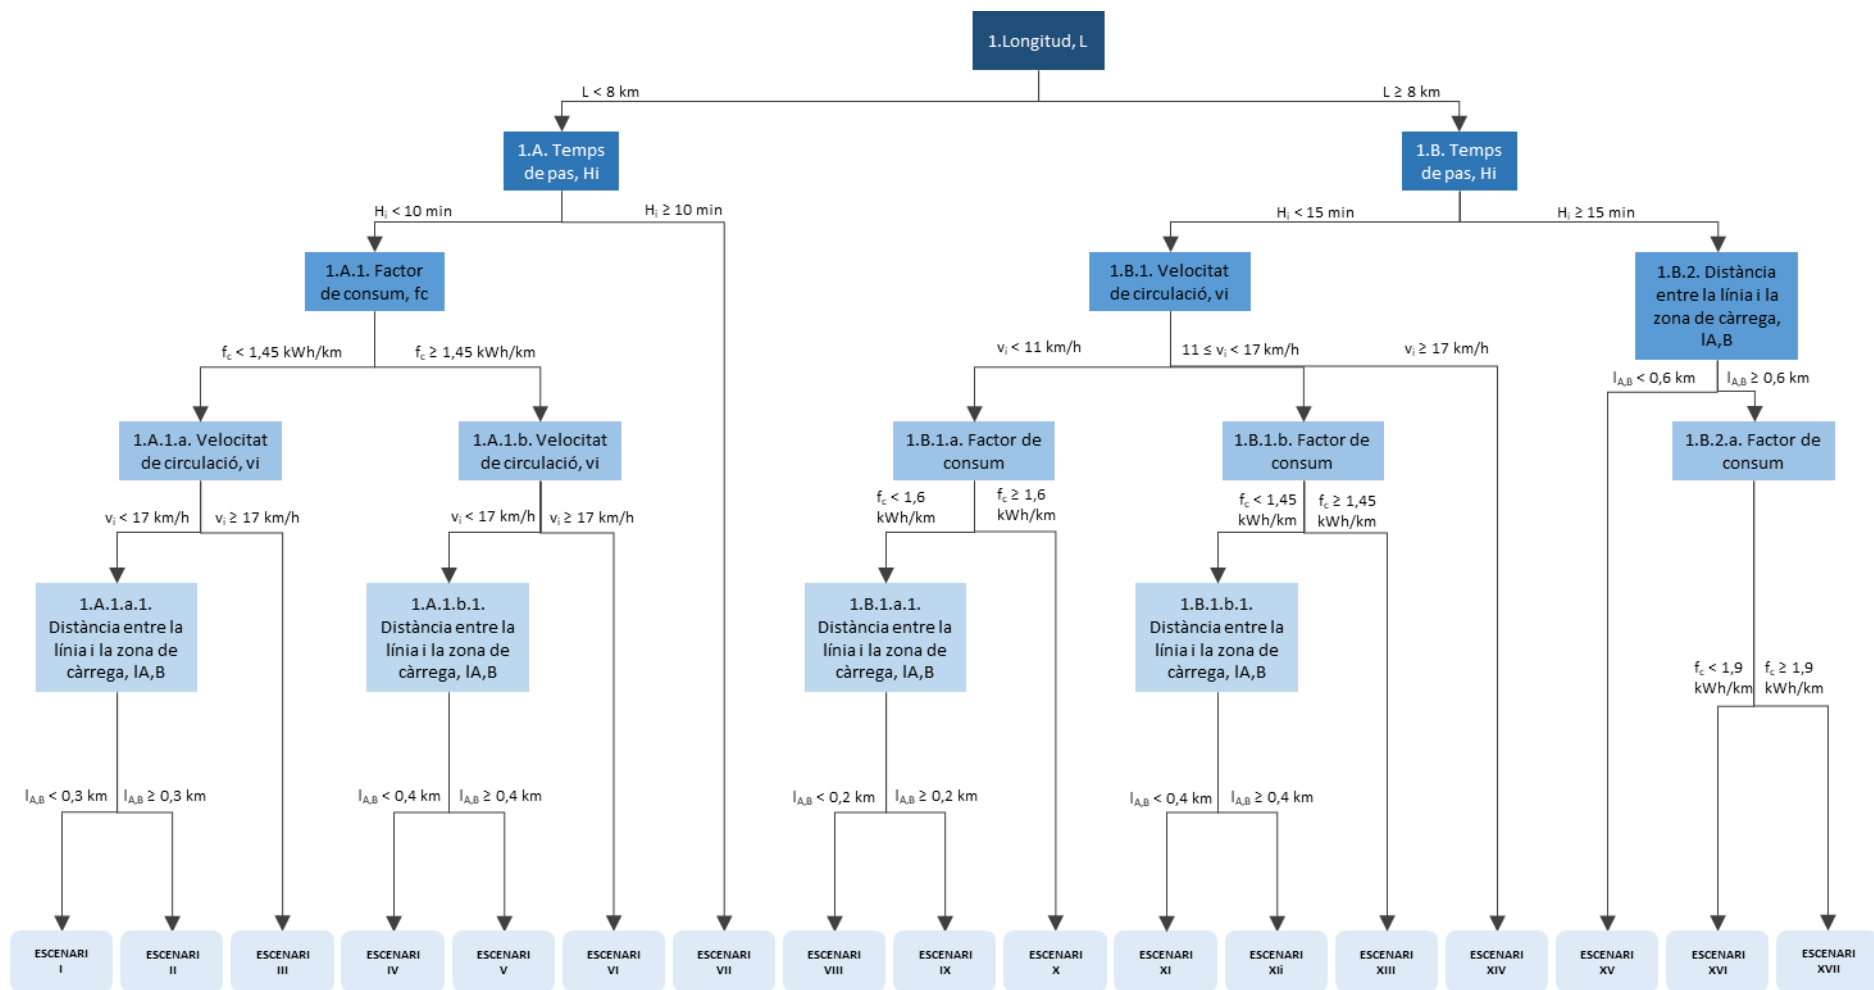 1.Longitud, L
L < 8 km
L ≥ 8 km
1.A. Temps
de pas, Hi
1.B. Temps
de pas, Hi
Hi < 10 min
Hi ≥ 10 min
Hi < 15 min
Hi ≥ 15 min
1.A.1. Factor
de consum, fc
1.B.1. Velocitat
de circulació, vi
1.B.2. Distància
entre la línia i la
zona de càrrega,
lA,B
fc < 1,45 kWh/km
fc ≥ 1,45 kWh/km
vi < 11 km/h
11 ≤ vi < 17 km/h
vi ≥ 17 km/h
lA,B < 0,6 km
lA,B ≥ 0,6 km
1.A.1.a. Velocitat
de circulació, vi
1.A.1.b. Velocitat
de circulació, vi
1.B.1.a. Factor de
consum
1.B.1.b. Factor de
consum
1.B.2.a. Factor de
consum
vi < 17 km/h
vi ≥ 17 km/h
vi < 17 km/h
vi ≥ 17 km/h
fc < 1,6
kWh/km
fc ≥ 1,6
kWh/km
fc < 1,45
kWh/km
fc ≥ 1,45
kWh/km
1.A.1.a.1.
Distància entre la
línia i la zona de
càrrega, lA,B
1.A.1.b.1.
Distància entre la
línia i la zona de
càrrega, lA,B
1.B.1.a.1.
Distància entre la
línia i la zona de
càrrega, lA,B
1.B.1.b.1.
Distància entre la
línia i la zona de
càrrega, lA,B
fc < 1,9
kWh/km
fc ≥ 1,9
kWh/km
lA,B < 0,3 km
lA,B ≥ 0,3 km
lA,B < 0,4 km
lA,B ≥ 0,4 km
lA,B < 0,2 km
lA,B ≥ 0,2 km
lA,B < 0,4 km
lA,B ≥ 0,4 km
ESCENARI
I
ESCENARI
II
ESCENARI
III
ESCENARI
IV
ESCENARI
V
ESCENARI
VI
ESCENARI
VII
ESCENARI
VIII
ESCENARI
IX
ESCENARI
X
ESCENARI
XI
ESCENARI
XIi
ESCENARI
XIII
ESCENARI
XIV
ESCENARI
XV
ESCENARI
XVI
ESCENARI
XVII